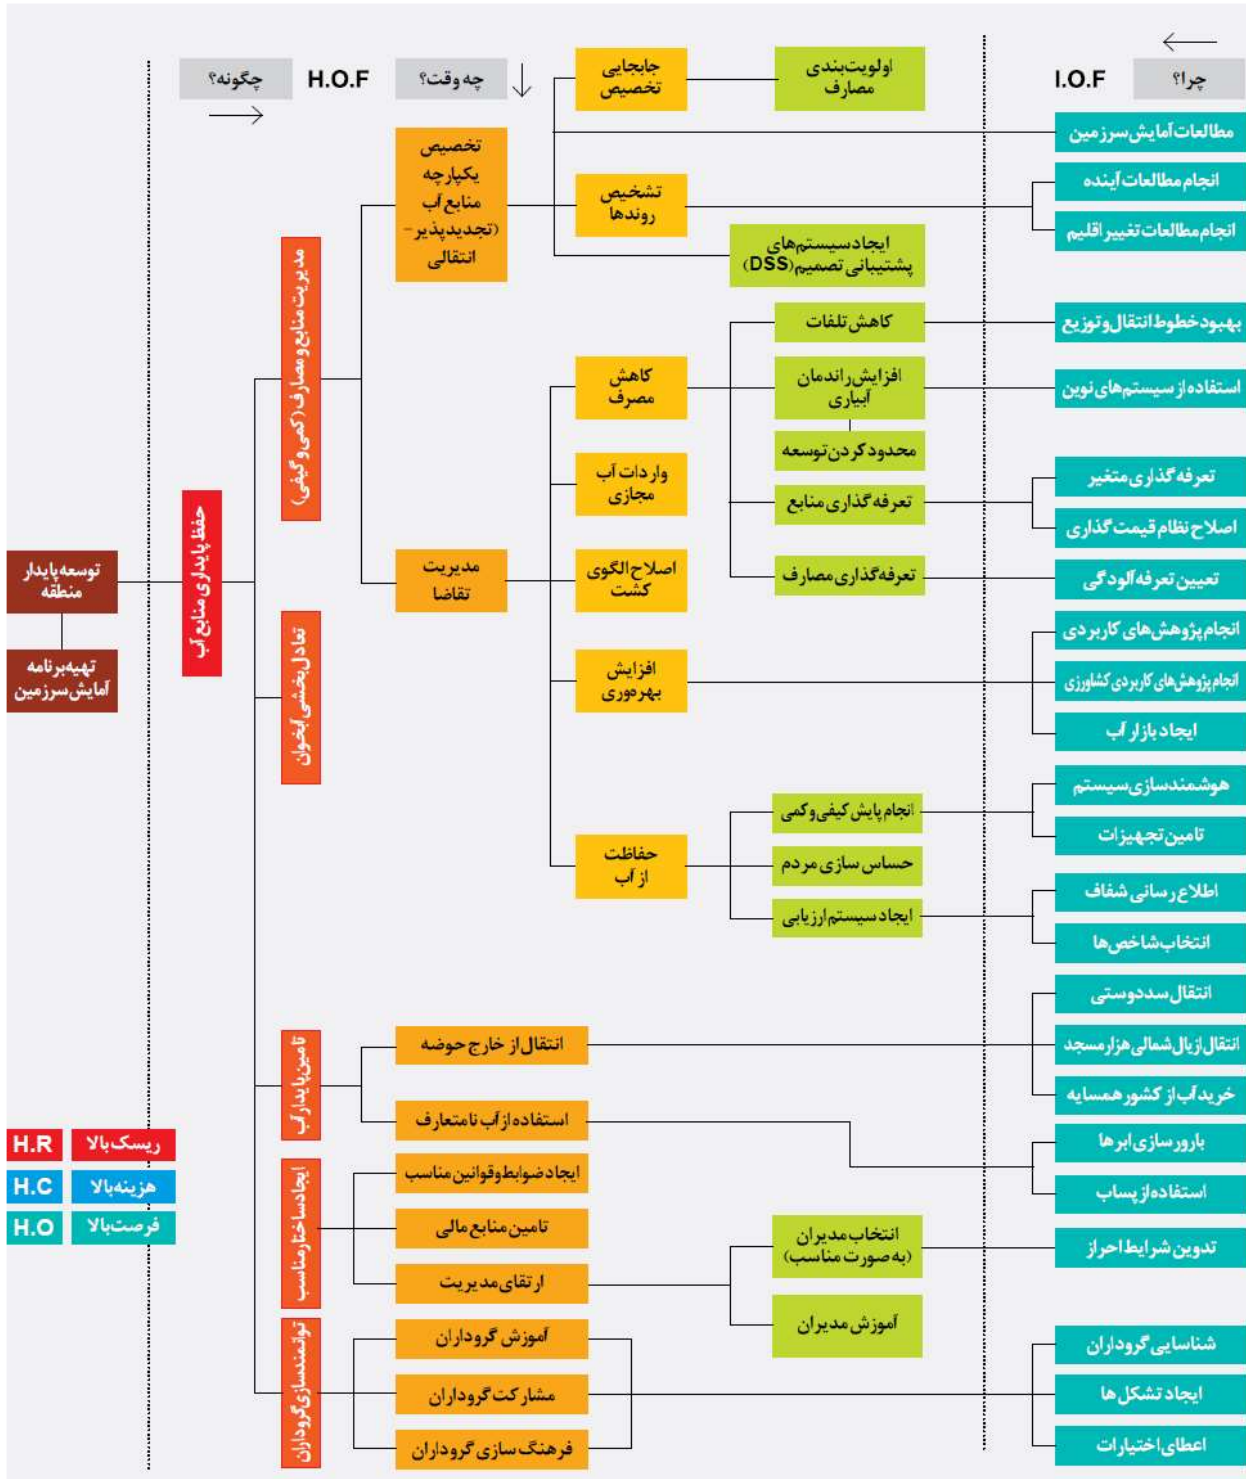 چگونه؟
H.O.F
چه وقت؟
I.O.F
چرا؟
توسعه پایدار
منطقه
تهیه برنامه
آمایش سرزمین
حفظ پایداری منابع آب
مدیریت منابع و مصارف (کمی و گیفی)
تعادل بخشی آبخوان
تامین پایدار آب
ایجاد ساختار مناسب
توانمندسازی گروداران
تخصیص
یکپارچه
منابع آب
(تجدیدپذیر-
انتقالی
مدیریت
تقاضا
انتقال از خارج حوضه
استفاده از آب نامتعارف
ایجاد ضوابط و قوانین مناسب
تامین منابع مالی
ارتقای مدیریت
آموزش گروداران
مشارکت گروداران
فرهنگ سازی گروداران
جابجایی
تخصیص
تشخیص
روندها
کاهش
مصرف
واردات آب
مجازی
اصلاح الگوی
کشت
افزایش
بهره‌وری
حفاظت
از آب
اولویت‌بندی
مصارف
ایجاد سیستم‌های
پشتیبانی تصمیم (DSS)
کاهش تلفات
افزایش راندمان
آبیاری
محدود کردن توسعه
تعرفه گذاری منابع
تعرفه‌گذاری مصارف
انجام پایش کیفی و کمی
حساس سازی مردم
ایجاد سیستم ارزیابی
انتخاب مدیران
(به صورت مناسب)
آموزش مدیران
مطالعات آمایش سرزمین
انجام مطالعات آینده
انجام مطالعات تغییر اقلیم
بهبود خطوط انتقال و توزیع
استفاده از سیستم‌های نوین
تعرفه گذاری متغیر
اصلاح نظام قیمت گذاری
تعیین تعرفه آلودگی
انجام پژوهش‌های کاربردی
انجام پژوهش‌های کاربردی کشاورزی
ایجاد بازار آب
هوشمند سازی سیستم
تامین تجهیزات
اطلاع رسانی شفاف
انتخاب شاخص‌ها
انتقال سد دوستی
انتقال از یال شمالی هزار مسجد
خرید آب از کشور همسایه
بارور سازی ابرها
استفاده از پساب
تدوین شرایط احراز
شناسایی گروداران
ایجاد تشکل‌ها
اعطای اختیارات
H.R
ریسک بالا
H.C
هزینه بالا
H.O
فرصت بالا